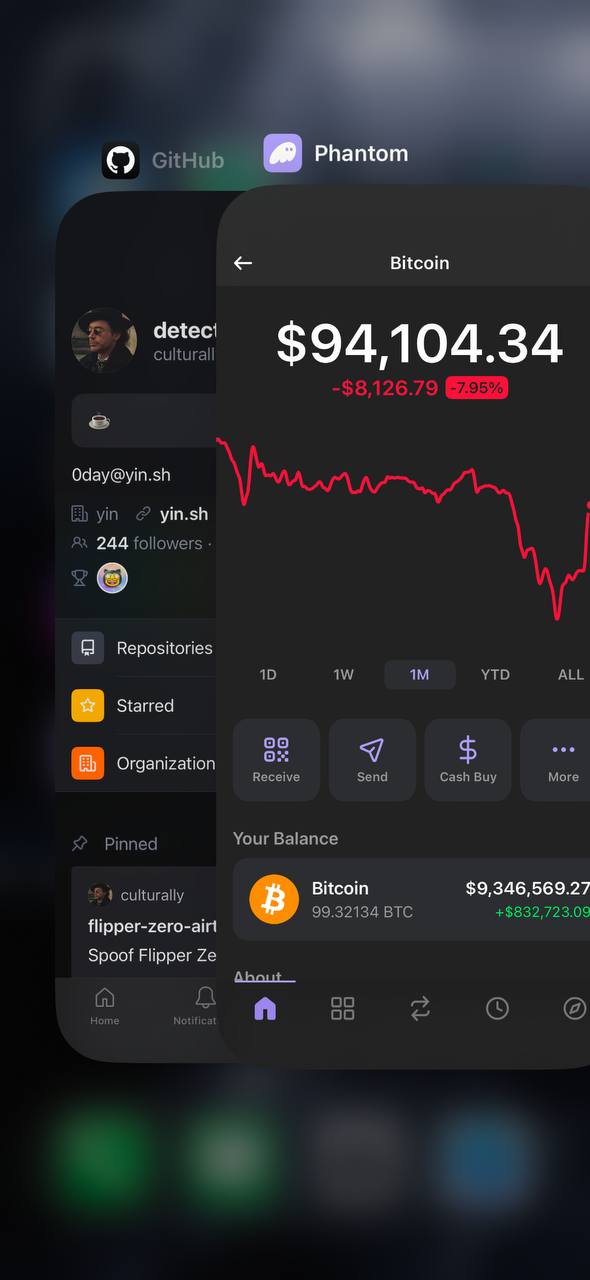 GitHub
Phantom
detect
culturall
0day@yin.sh
yin yin.sh
244 followers ·
Repositories
Starred
Organization
Pinned
culturally
flipper-zero-airt
Spoof Flipper Ze
Home
Notificat
Bitcoin
$94,104.34
-$8,126.79 -7.95%
1D 1W 1M YTD ALL
Receive Send Cash Buy More
Your Balance
Bitcoin $9,346,569.27
99.32134 BTC +$832,723.09
About